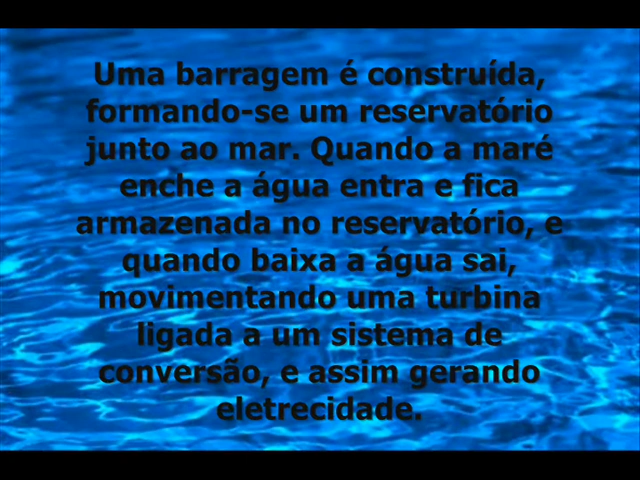 Uma barragem é construída,
formando-se um reservatório
junto ao mar. Quando a maré
enche a água entra e fica
armazenada no reservatório, e
quando baixa a água sai,
movimentando uma turbina
ligada a um sistema de
conversão, e assim gerando
eletrecidade.